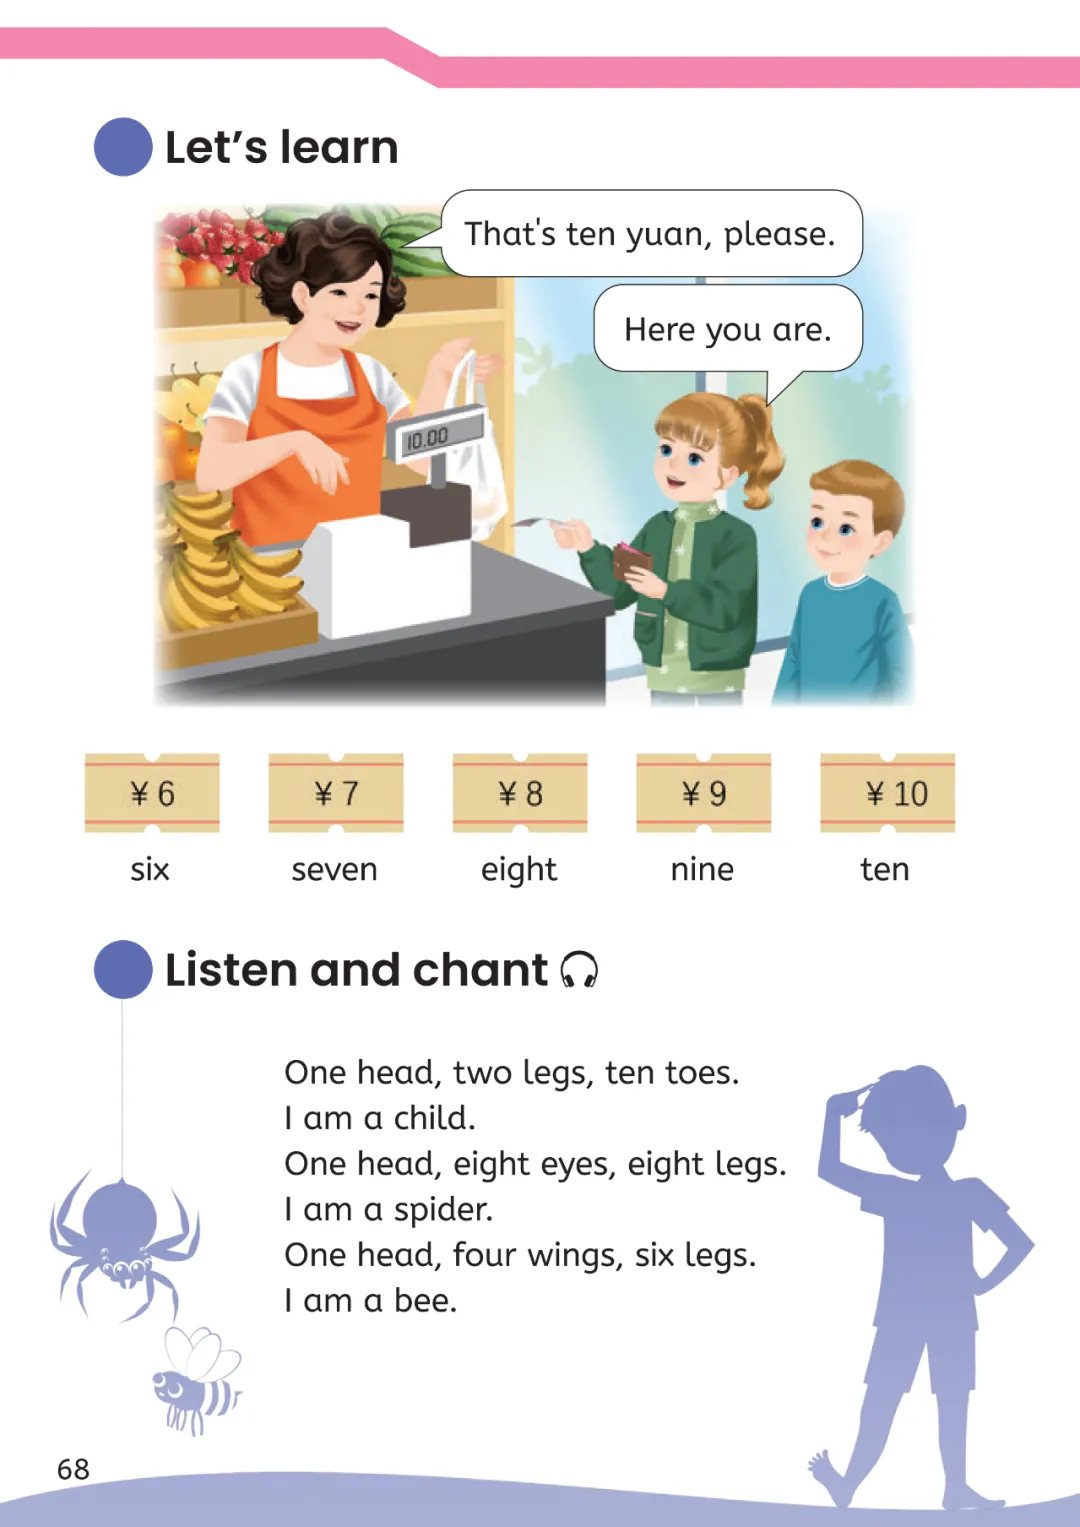 Let's learn
That's ten yuan, please.
Here you are.
10.00
¥ 6
¥ 7
¥ 8
¥ 9
¥ 10
six
seven
eight
nine
ten
Listen and chant
One head, two legs, ten toes.
I am a child.
One head, eight eyes, eight legs.
I am a spider.
One head, four wings, six legs.
I am a bee.
68